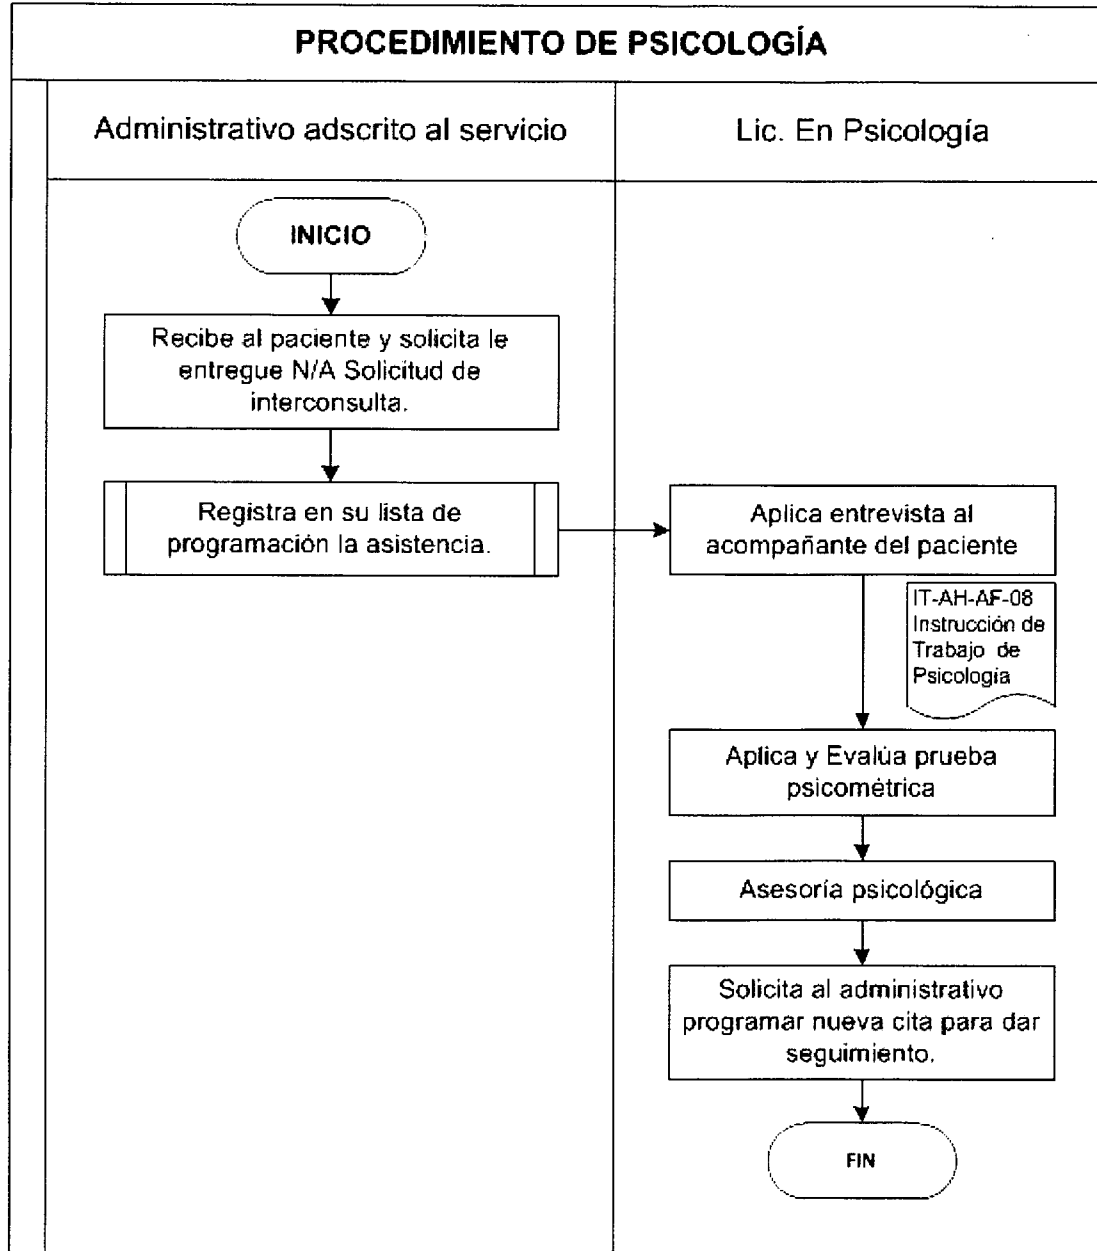 PROCEDIMIENTO DE PSICOLOGÍA
Administrativo adscrito al servicio
Lic. En Psicología
INICIO
Recibe al paciente y solicita le
entregue N/A Solicitud de
interconsulta.
Registra en su lista de
programación la asistencia.
Aplica entrevista al
acompañante del paciente
IT-AH-AF-08
Instrucción de
Trabajo de
Psicología
Aplica y Evalúa prueba
psicométrica
Asesoría psicológica
Solicita al administrativo
programar nueva cita para dar
seguimiento.
FIN